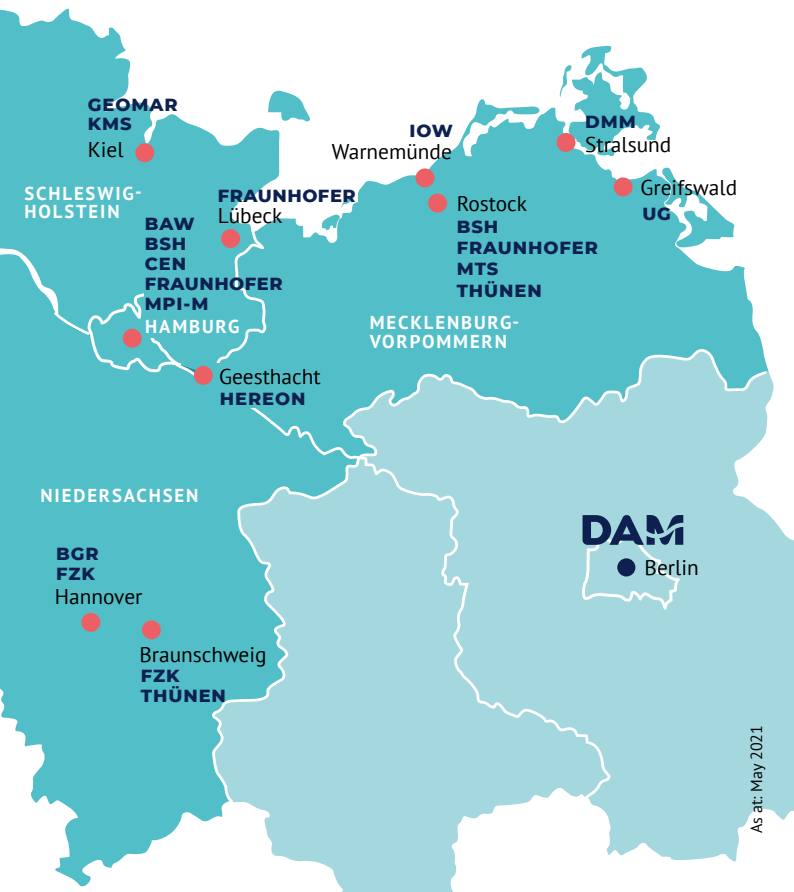 GEOMAR
KMS
Kiel
SCHLESWIG-
HOLSTEIN
FRAUNHOFER
Lübeck
BAW
BSH
CEN
FRAUNHOFER
MPI-M
HAMBURG
IOW
Warnemünde
DMM
Stralsund
Greifswald
UG
Rostock
BSH
FRAUNHOFER
MTS
THÜNEN
MECKLENBURG-
VORPOMMERN
Geesthacht
HEREON
NIEDERSACHSEN
BGR
FZK
Hannover
Braunschweig
FZK
THÜNEN
DAM
Berlin
As at: May 2021